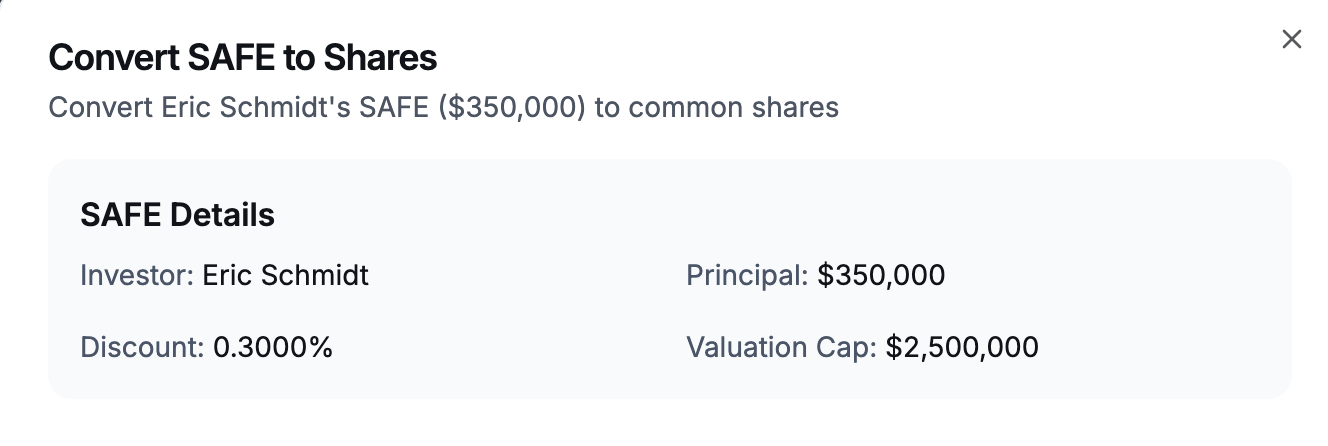 Convert SAFE to Shares
Convert Eric Schmidt's SAFE ($350,000) to common shares
SAFE Details
Investor: Eric Schmidt
Principal: $350,000
Discount: 0.3000%
Valuation Cap: $2,500,000